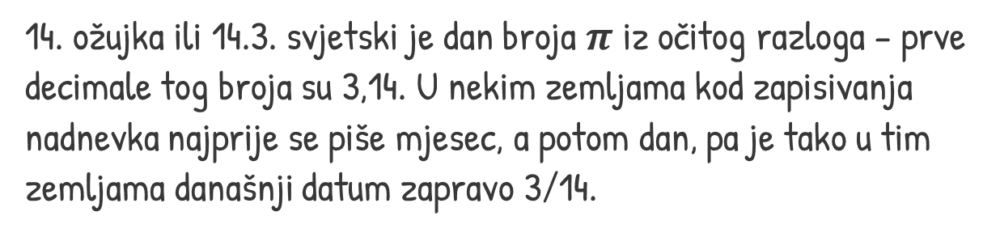 14. ožujka ili 14.3. svjetski je dan broja π iz očitog razloga – prve
decimale tog broja su 3,14. U nekim zemljama kod zapisivanja
nadnevka najprije se piše mjesec, a potom dan, pa je tako u tim
zemljama današnji datum zapravo 3/14.